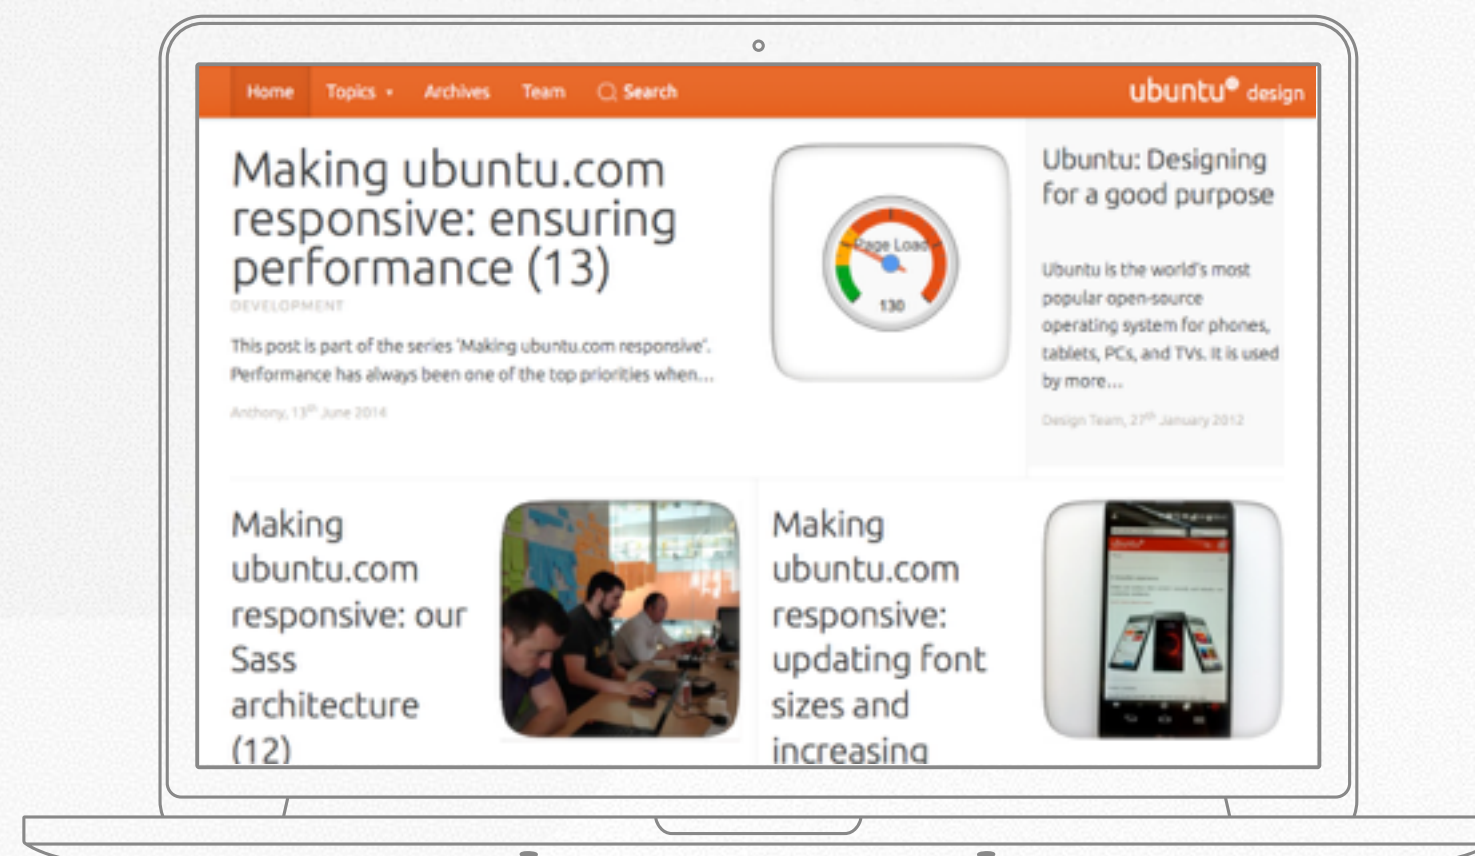 Home Topics Archives Team Search
ubuntu design
Making ubuntu.com
responsive: ensuring
performance (13)
DEVELOPMENT
This post is part of the series 'Making ubuntu.com responsive'.
Performance has always been one of the top priorities when...
Anthony, 13th June 2014
Page Load
130
Ubuntu: Designing
for a good purpose
Ubuntu is the world's most
popular open-source
operating system for phones,
tablets, PCs, and TVs. It is used
by more...
Design Team, 27th January 2012
Making
ubuntu.com
responsive: our
Sass
architecture
(12)
Making
ubuntu.com
responsive:
updating font
sizes and
increasing